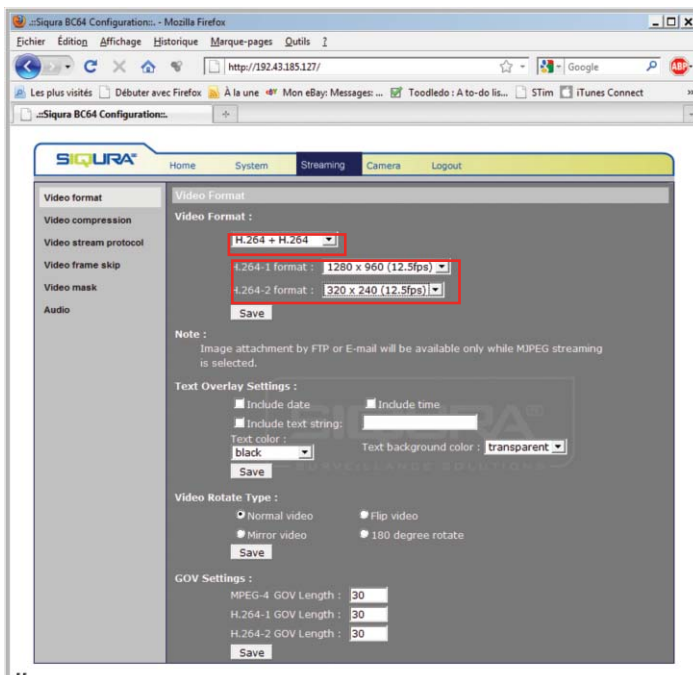 .::Siqura BC64 Configuration::. - Mozilla Firefox
Fichier Édition Affichage Historique Marque-pages Outils ?
http://192.43.185.127/
Google
ABP
Les plus visités Débuter avec Firefox À la une Mon eBay: Messages: ... Toodledo : A to-do lis... STim iTunes Connect
.::Siqura BC64 Configuration::.
SIQURA
Home System Streaming Camera Logout
Video format
Video compression
Video stream protocol
Video frame skip
Video mask
Audio
Video Format
Video Format :
H.264 + H.264
H.264-1 format : 1280 x 960 (12.5fps)
H.264-2 format : 320 x 240 (12.5fps)
Save
Note :
Image attachment by FTP or E-mail will be available only while MJPEG streaming
is selected.
Text Overlay Settings :
Include date Include time
Include text string:
Text color :
black
Text background color : transparent
Save
SIQURA
SURVEILLANCE SOLUTIONS
Video Rotate Type :
Normal video Flip video
Mirror video 180 degree rotate
Save
GOV Settings :
MPEG-4 GOV Length : 30
H.264-1 GOV Length : 30
H.264-2 GOV Length : 30
Save